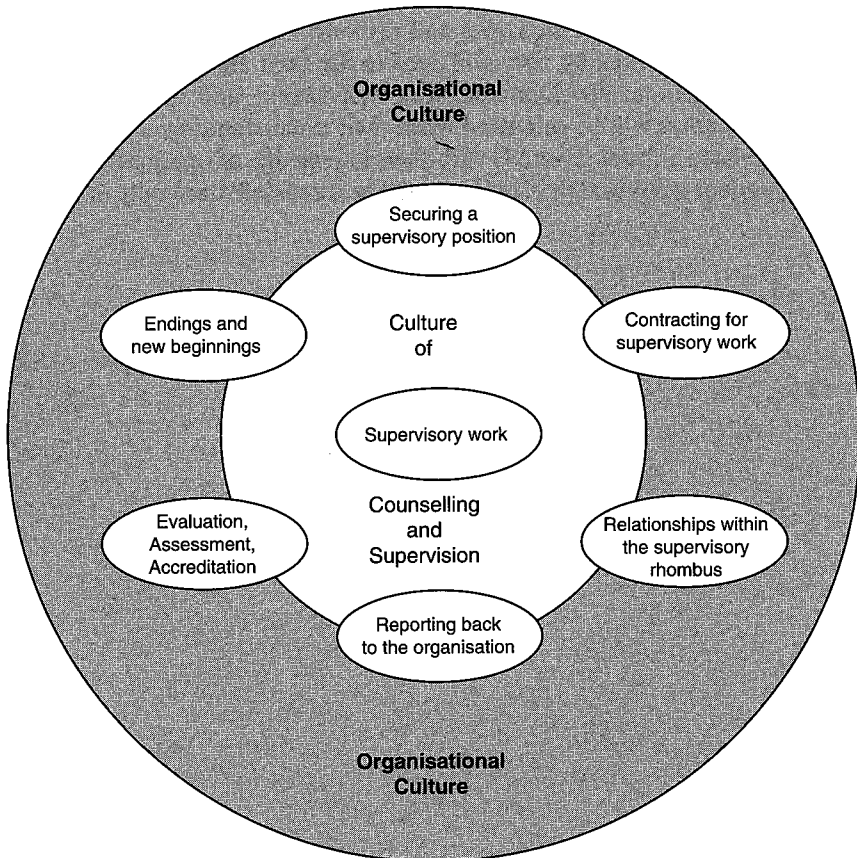 Organisational
Culture
Securing a
supervisory position
Endings and
new beginnings
Culture
of
Contracting for
supervisory work
Supervisory work
Evaluation,
Assessment,
Accreditation
Counselling
and
Supervision
Relationships within
the supervisory
rhombus
Reporting back
to the organisation
Organisational
Culture